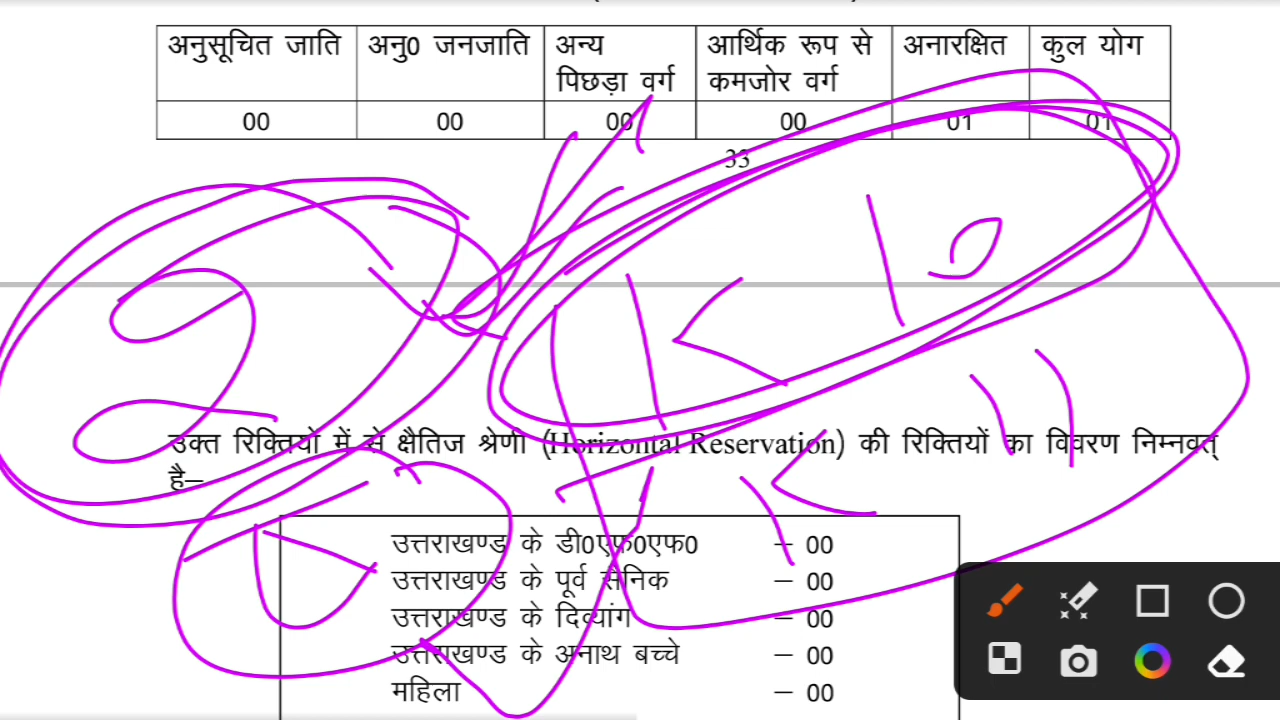 अनुसूचित जाति अनु0 जनजाति अन्य पिछड़ा वर्ग आर्थिक रूप से कमजोर वर्ग अनारक्षित कुल योग
00 00 00 00 01 01
33
उक्त रिक्तियो में से क्षैतिज श्रेणी (Horizontal Reservation) की रिक्तियों का विवरण निम्नवत्
है–
उत्तराखण्ड के डी0एफ0एफ0 – 00
उत्तराखण्ड के पूर्व सैनिक – 00
उत्तराखण्ड के दिव्यांग – 00
उत्तराखण्ड के अनाथ बच्चे – 00
महिला – 00